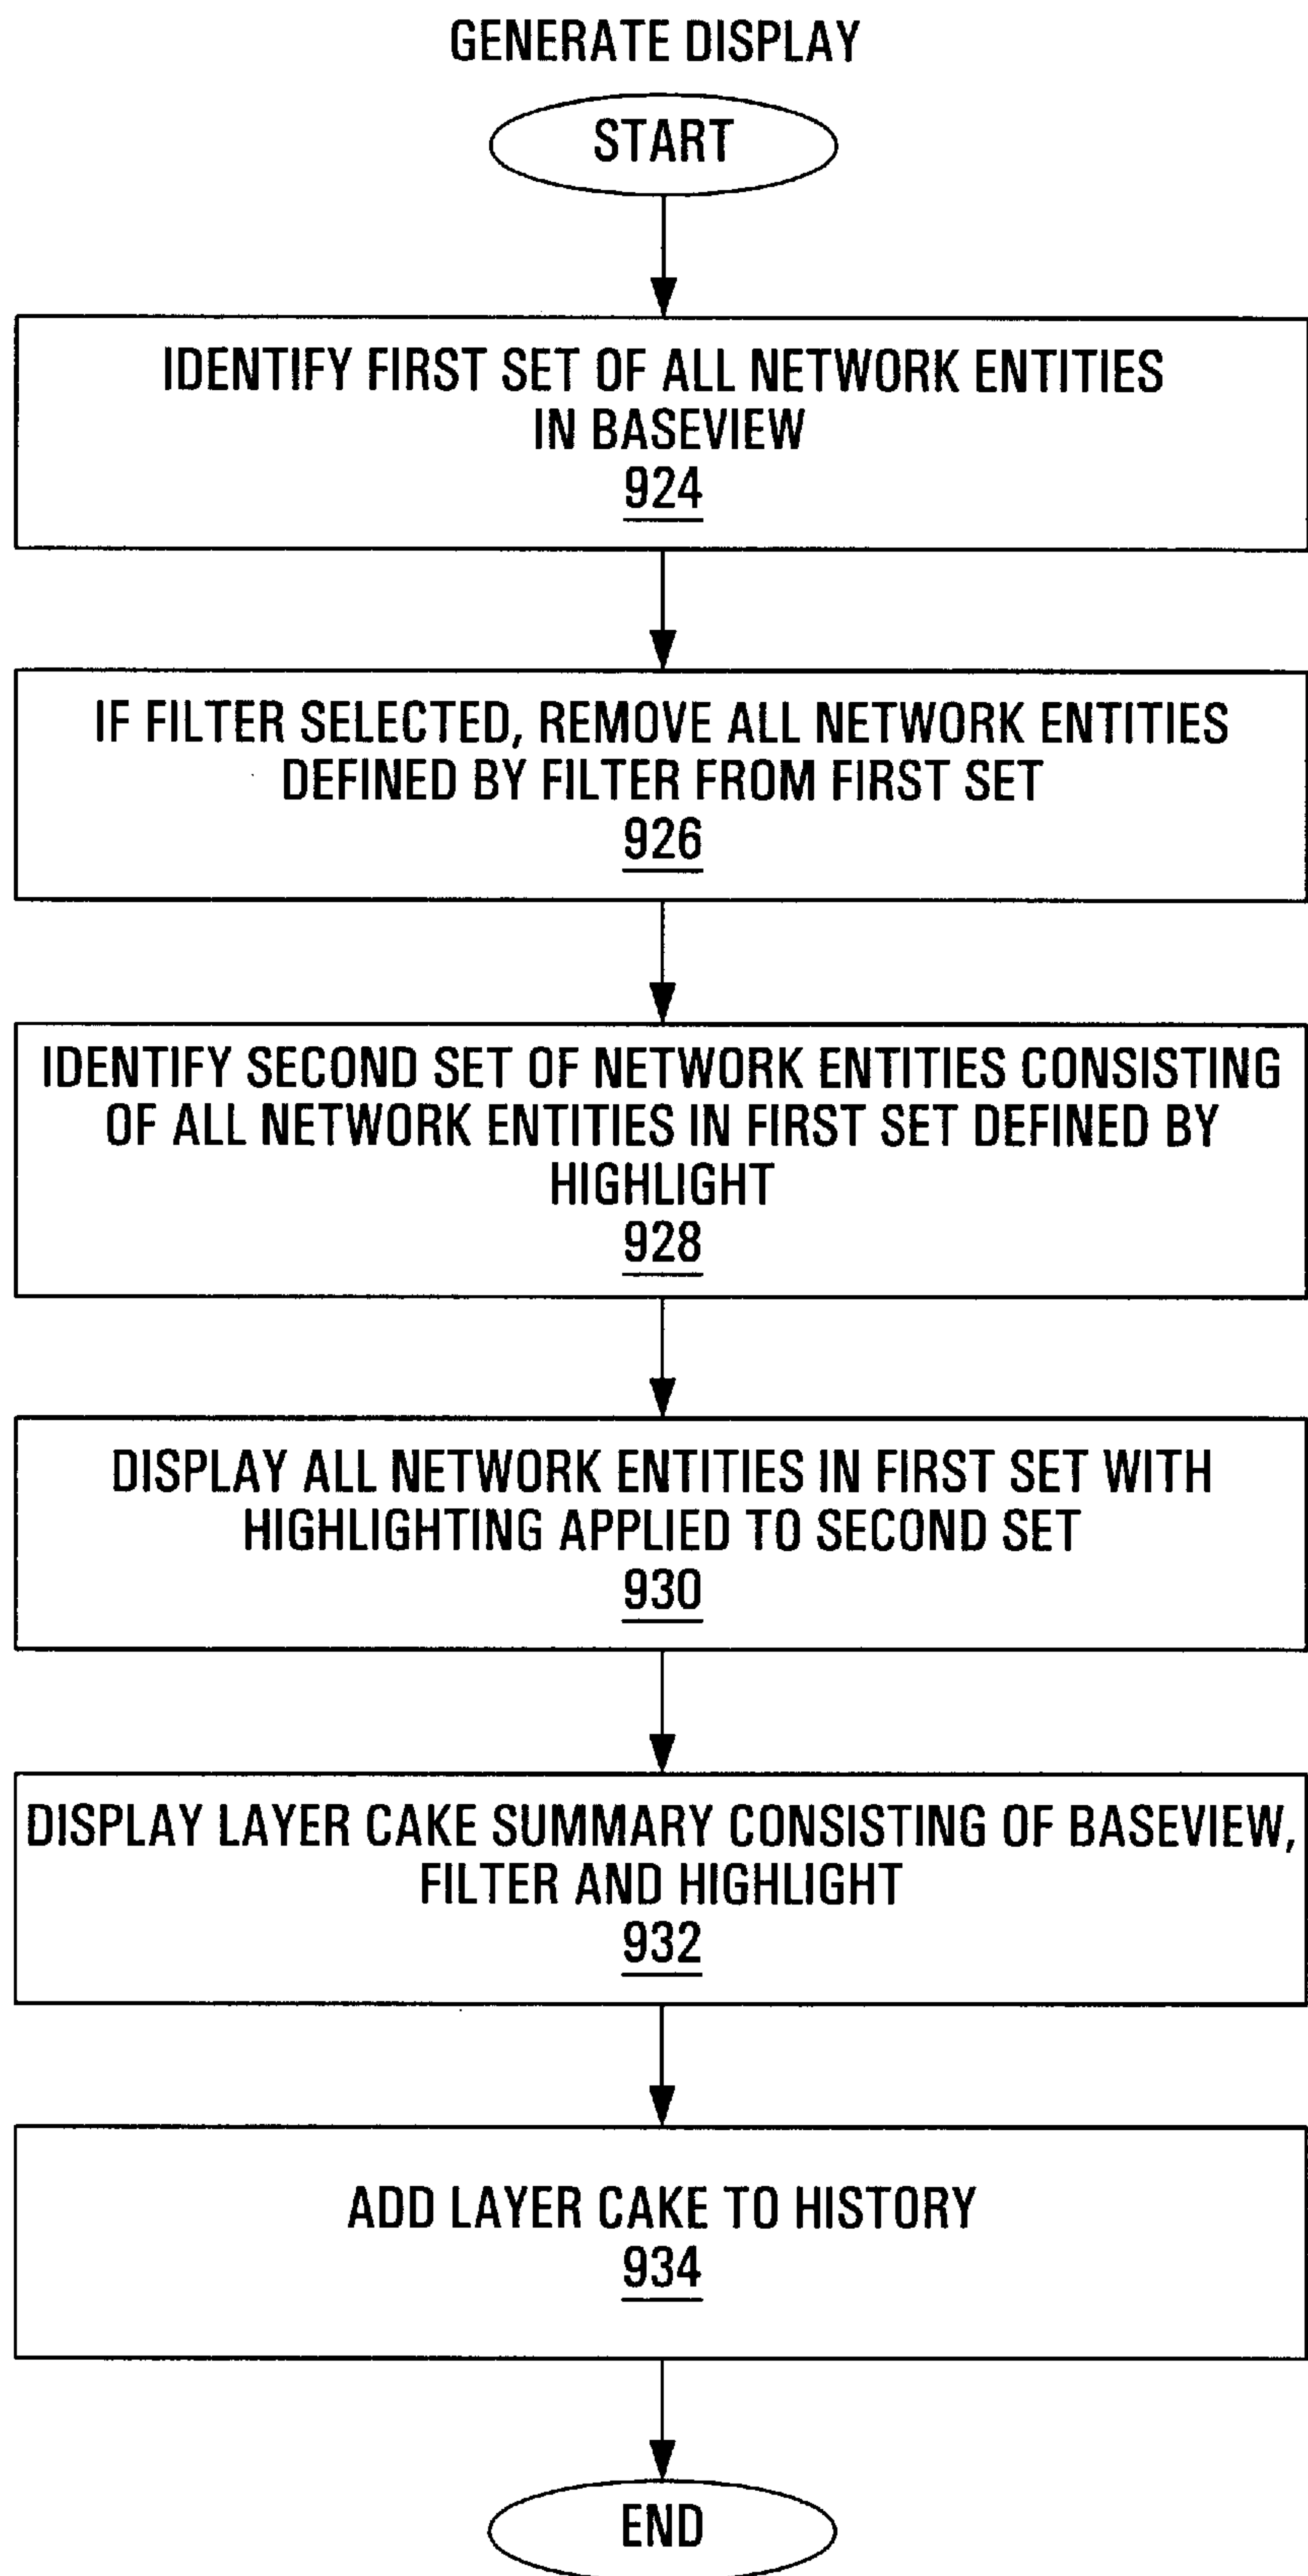 GENERATE DISPLAY
START
IDENTIFY FIRST SET OF ALL NETWORK ENTITIES
IN BASEVIEW
924
IF FILTER SELECTED, REMOVE ALL NETWORK ENTITIES
DEFINED BY FILTER FROM FIRST SET
926
IDENTIFY SECOND SET OF NETWORK ENTITIES CONSISTING
OF ALL NETWORK ENTITIES IN FIRST SET DEFINED BY
HIGHLIGHT
928
DISPLAY ALL NETWORK ENTITIES IN FIRST SET WITH
HIGHLIGHTING APPLIED TO SECOND SET
930
DISPLAY LAYER CAKE SUMMARY CONSISTING OF BASEVIEW,
FILTER AND HIGHLIGHT
932
ADD LAYER CAKE TO HISTORY
934
END